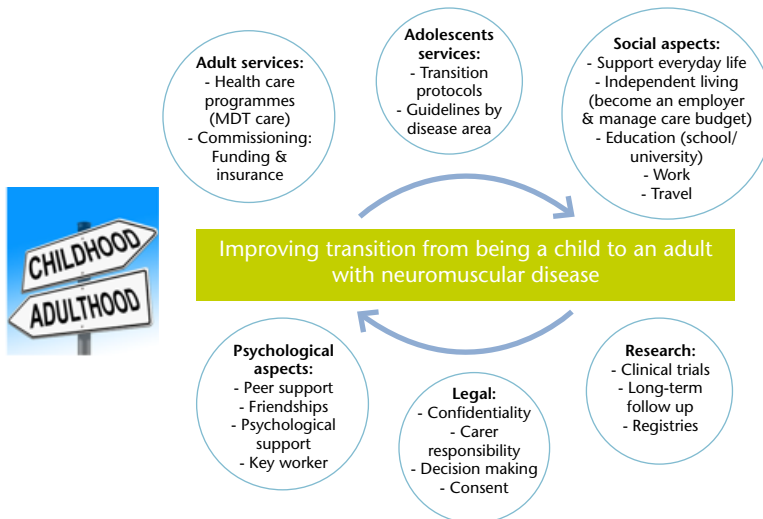 Adult services:
- Health care
programmes
(MDT care)
- Commissioning:
Funding &
insurance
Adolescents
services:
- Transition
protocols
- Guidelines by
disease area
Social aspects:
- Support everyday life
- Independent living
(become an employer
& manage care budget)
- Education (school/
university)
- Work
- Travel
CHILDHOOD
ADULTHOOD
Improving transition from being a child to an adult
with neuromuscular disease
Psychological
aspects:
- Peer support
- Friendships
- Psychological
support
- Key worker
Legal:
- Confidentiality
- Carer
responsibility
- Decision making
- Consent
Research:
- Clinical trials
- Long-term
follow up
- Registries